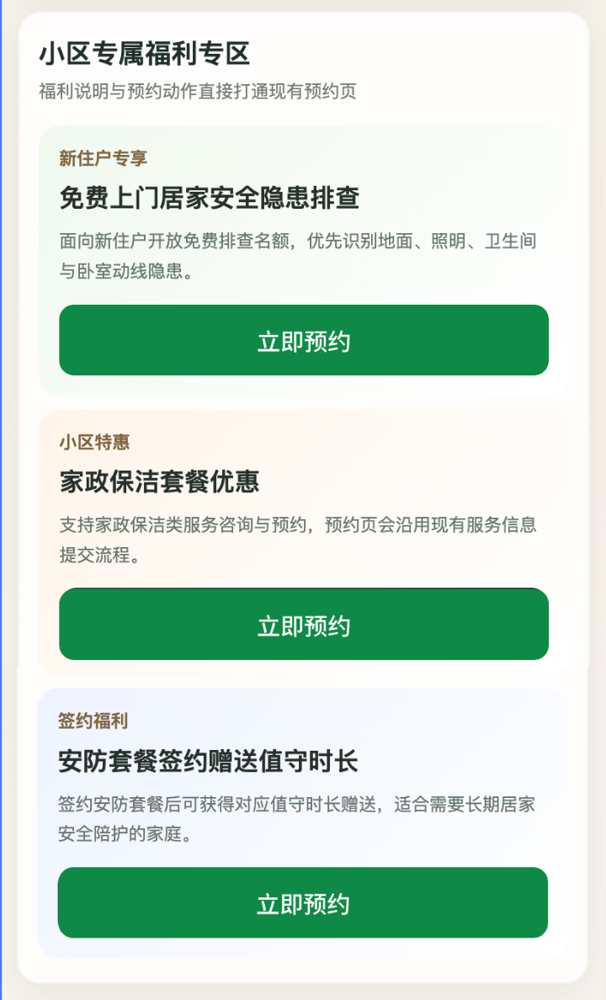 小区专属福利专区
福利说明与预约动作直接打通现有预约页
新住户专享
免费上门居家安全隐患排查
面向新住户开放免费排查名额，优先识别地面、照明、卫生间
与卧室动线隐患。
立即预约
小区特惠
家政保洁套餐优惠
支持家政保洁类服务咨询与预约，预约页会沿用现有服务信息
提交流程。
立即预约
签约福利
安防套餐签约赠送值守时长
签约安防套餐后可获得对应值守时长赠送，适合需要长期居家
安全陪护的家庭。
立即预约